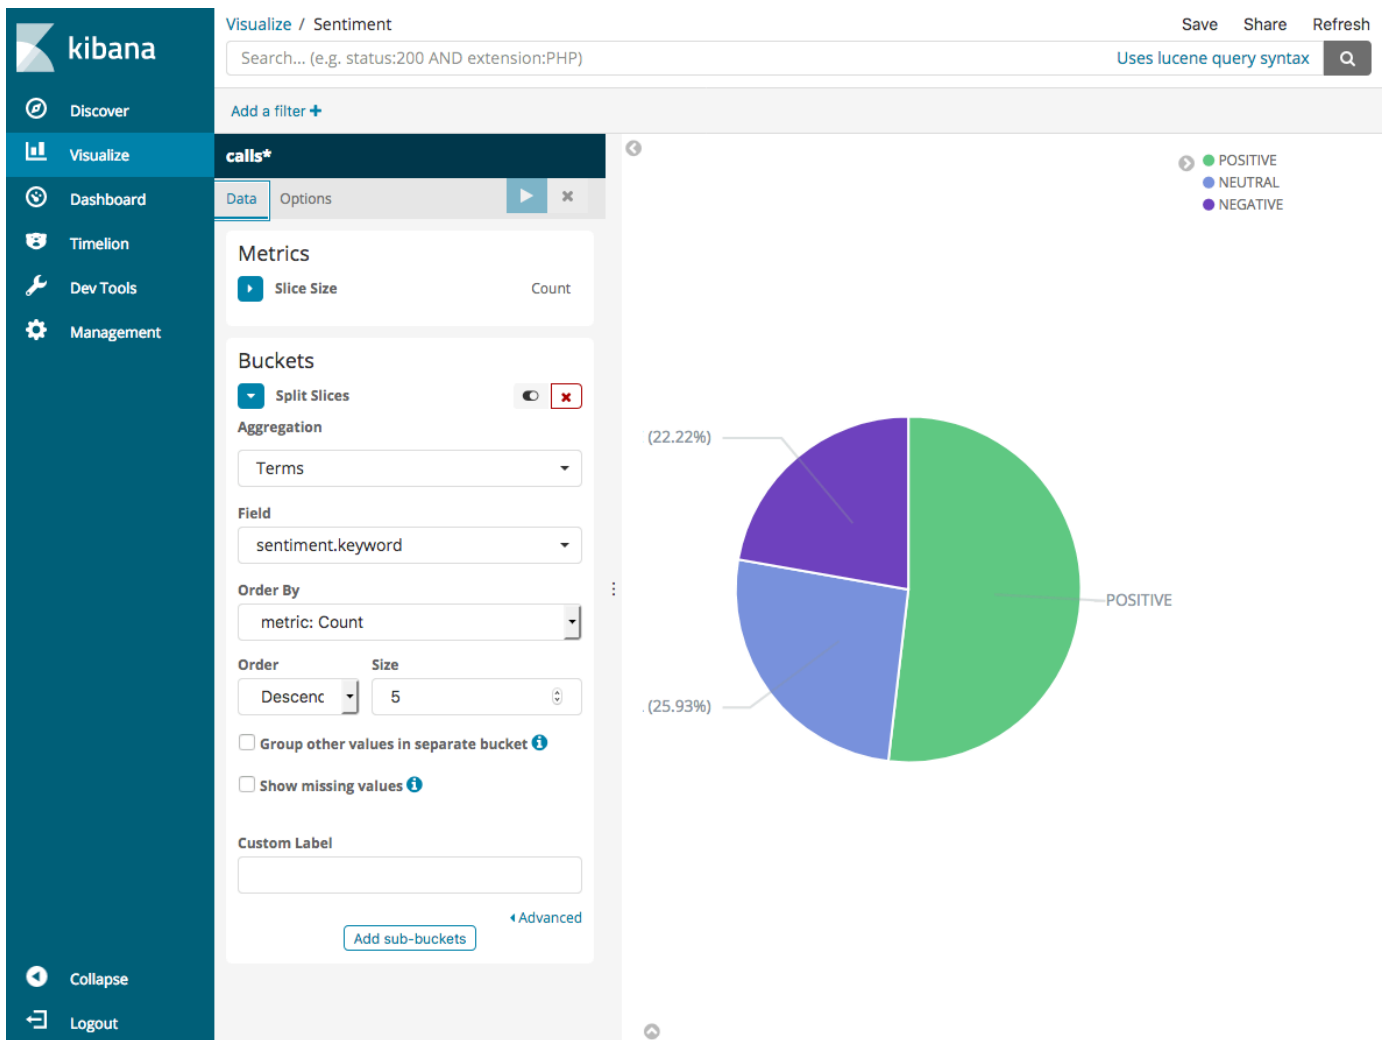 kibana
Discover
Visualize
Dashboard
Timelion
Dev Tools
Management
Collapse
Logout
Visualize / Sentiment
Save Share Refresh
Search... (e.g. status:200 AND extension:PHP) Uses lucene query syntax
Add a filter +
calls*
Data Options
Metrics
Slice Size Count
Buckets
Split Slices
Aggregation
Terms
Field
sentiment.keyword
Order By
metric: Count
Order Size
Descenc 5
Group other values in separate bucket
Show missing values
Custom Label
Advanced
Add sub-buckets
POSITIVE
NEUTRAL
NEGATIVE
(22.22%)
POSITIVE
(25.93%)